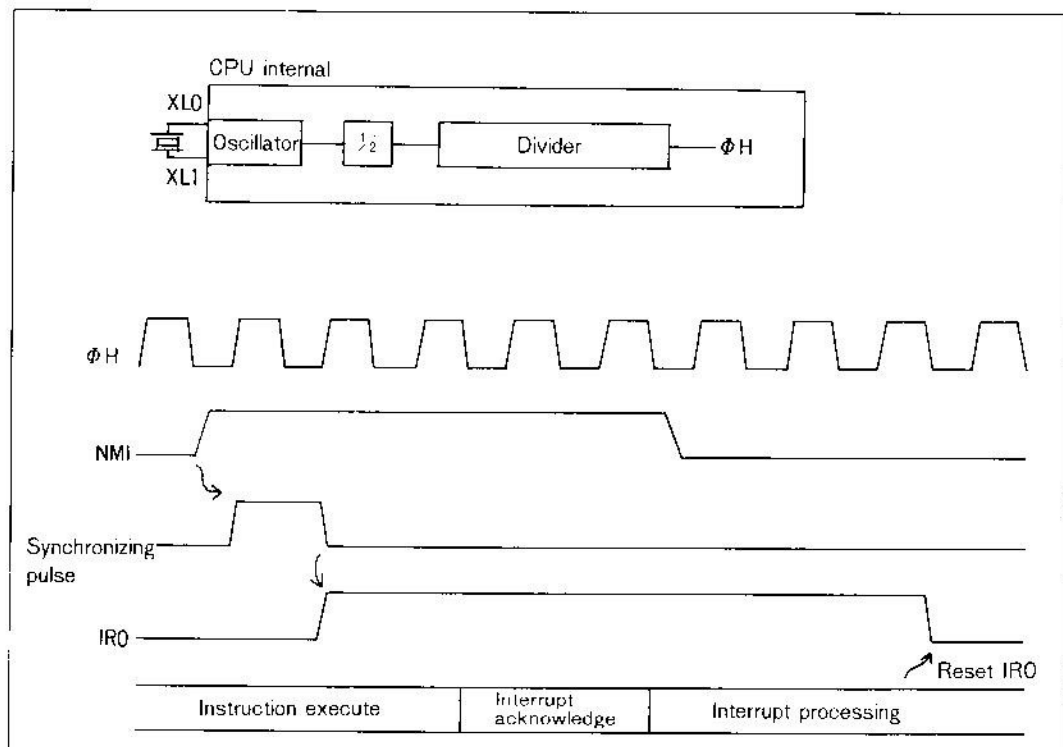 CPU internal
XL0
Oscillator
1/2
Divider
ΦH
XL1
ΦH
NMI
Synchronizing
pulse
IR0
Reset IR0
Instruction execute
Interrupt
acknowledge
Interrupt processing